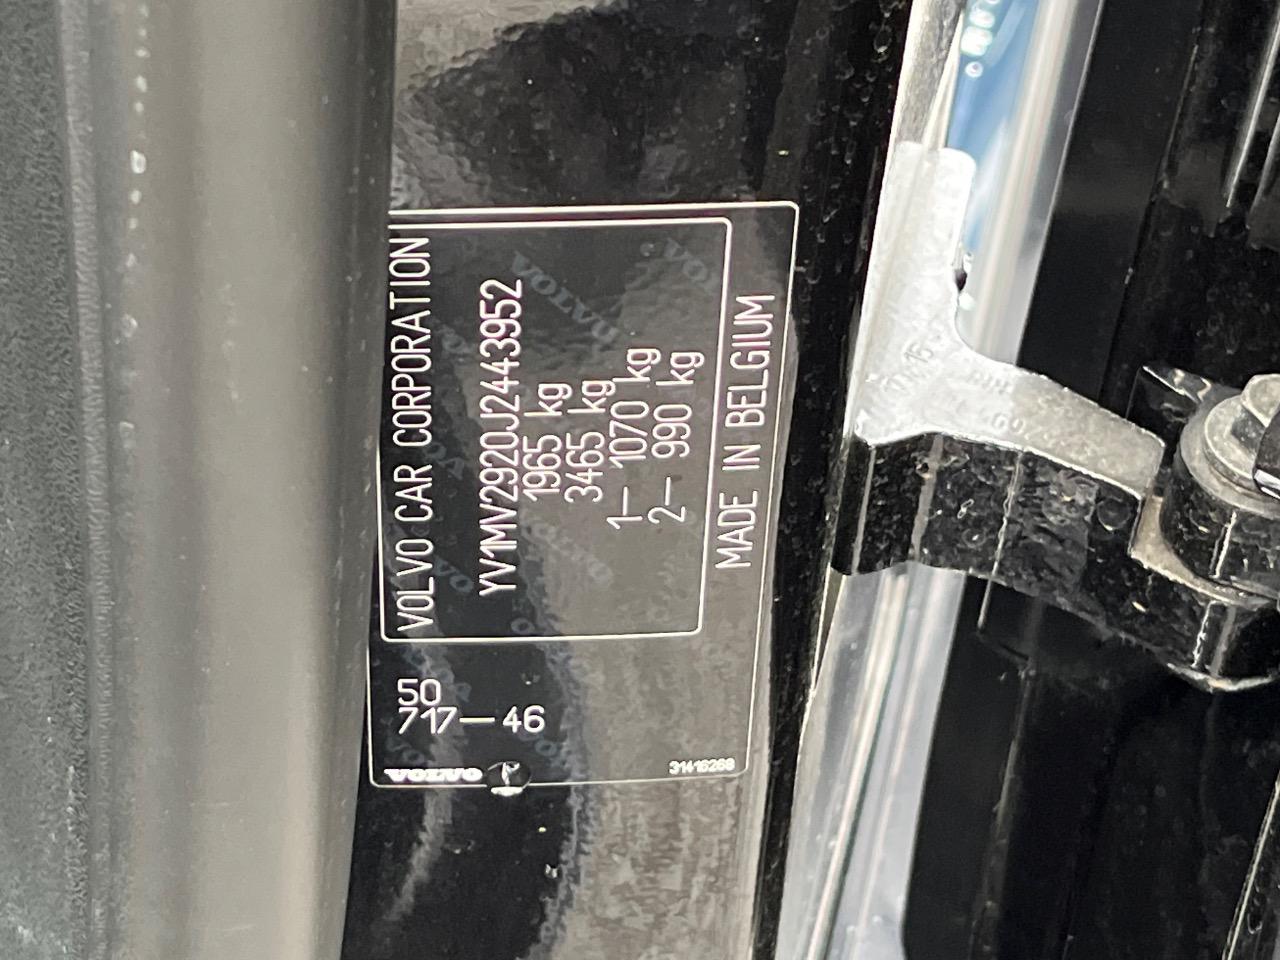 VOLVO CAR CORPORATION
YV1MV2920J2443952
1965 kg
3465 kg
1– 1070 kg
2– 990 kg
MADE IN BELGIUM
50
717–46
VOLVO
31416268